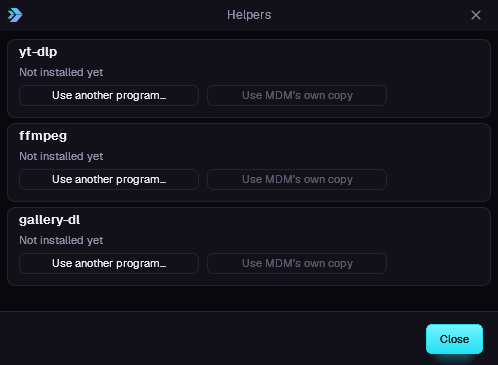 Helpers
yt-dlp
Not installed yet
Use another program...
Use MDM's own copy
ffmpeg
Not installed yet
Use another program...
Use MDM's own copy
gallery-dl
Not installed yet
Use another program...
Use MDM's own copy
Close